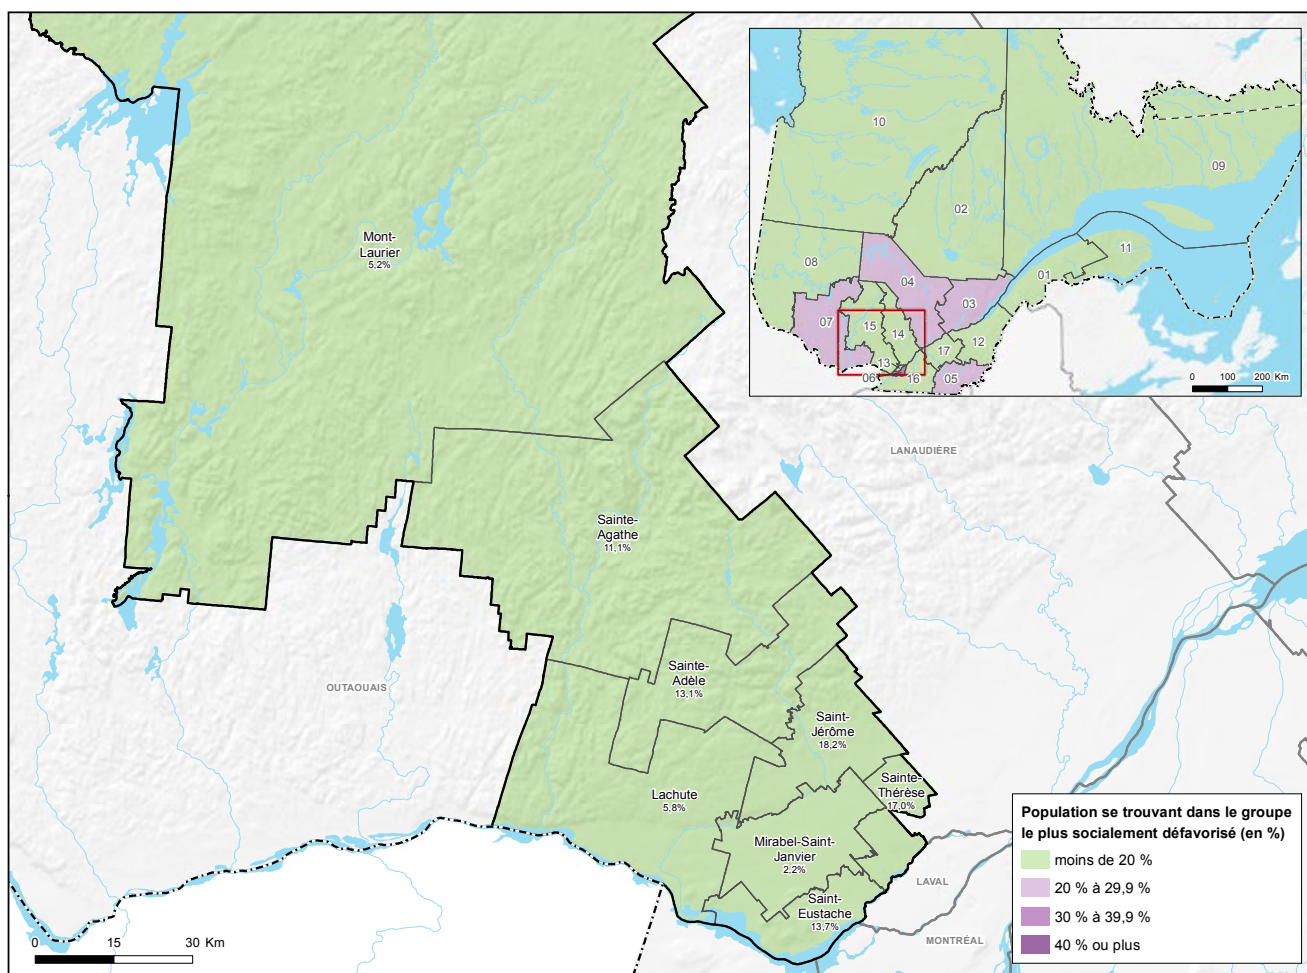 10
09
02
11
08
01
04
03
07
15
14
12
17
13
05
06
16
0 100 200 Km
Mont-
Laurier
5,2%
LANAUDIÈRE
Sainte-
Agathe
11,1%
OUTAOUAIS
Sainte-
Adèle
13,1%
Saint-
Jérôme
18,2%
Sainte-
Thérèse
17,0%
Lachute
5,8%
Mirabel-Saint-
Janvier
2,2%
Saint-
Eustache
13,7%
LAVAL
MONTRÉAL
0 15 30 Km
Population se trouvant dans le groupe
le plus socialement défavorisé (en %)
moins de 20 %
20 % à 29,9 %
30 % à 39,9 %
40 % ou plus